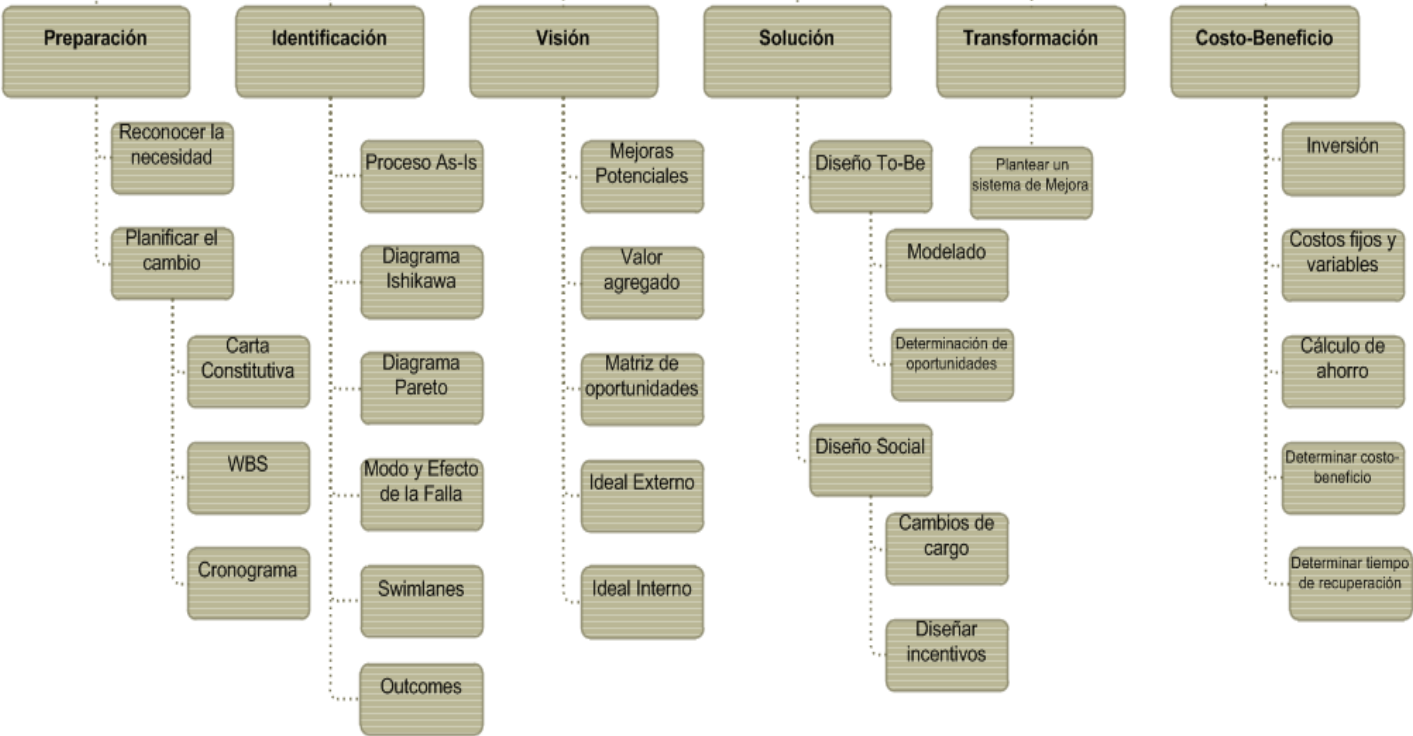 Preparación
Identificación
Visión
Solución
Transformación
Costo-Beneficio
Reconocer la
necesidad
Planificar el
cambio
Carta
Constitutiva
WBS
Cronograma
Proceso As-Is
Diagrama
Ishikawa
Diagrama
Pareto
Modo y Efecto
de la Falla
Swimlanes
Outcomes
Mejoras
Potenciales
Valor
agregado
Matriz de
oportunidades
Ideal Externo
Ideal Interno
Diseño To-Be
Modelado
Determinación de
oportunidades
Diseño Social
Cambios de
cargo
Diseñar
incentivos
Plantear un
sistema de Mejora
Inversión
Costos fijos y
variables
Cálculo de
ahorro
Determinar costo-
beneficio
Determinar tiempo
de recuperación